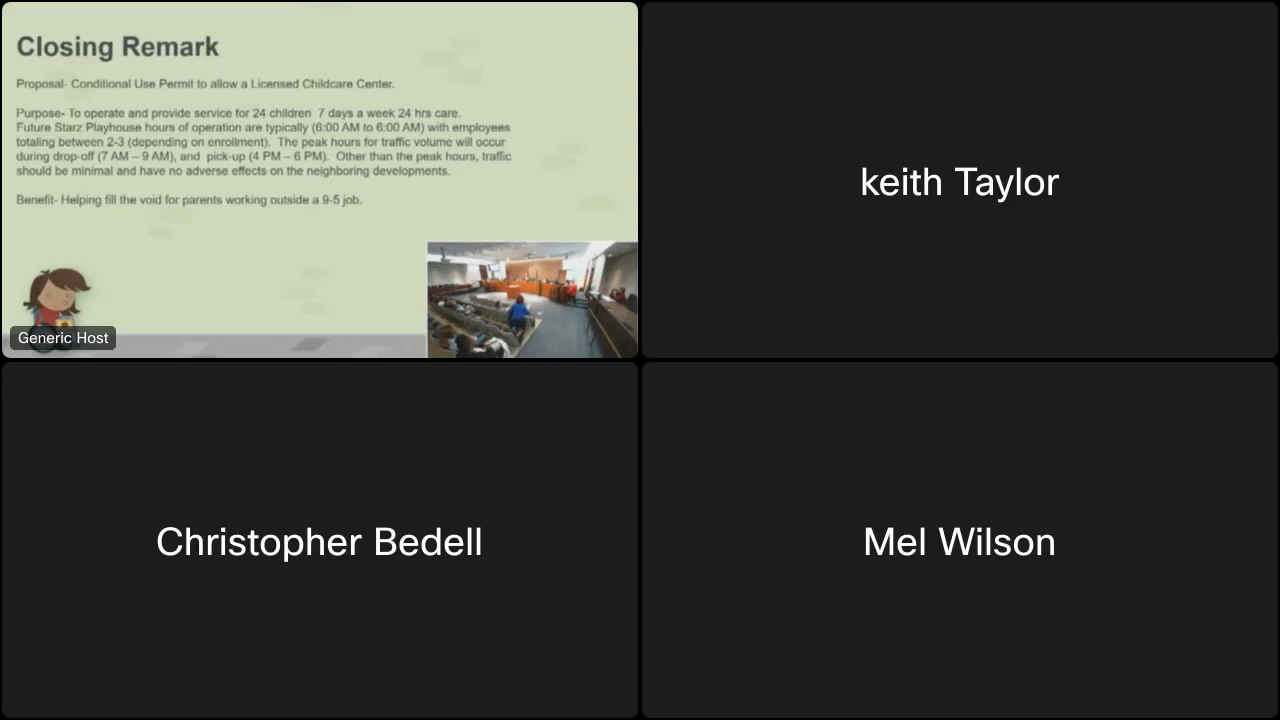 Closing Remark
Proposal- Conditional Use Permit to allow a Licensed Childcare Center.
Purpose- To operate and provide service for 24 children 7 days a week 24 hrs care.
Future Starz Playhouse hours of operation are typically (6:00 AM to 6:00 AM) with employees
totaling between 2-3 (depending on enrollment). The peak hours for traffic volume will occur
during drop-off (7 AM – 9 AM), and pick-up (4 PM – 6 PM). Other than the peak hours, traffic
should be minimal and have no adverse effects on the neighboring developments.
Benefit- Helping fill the void for parents working outside a 9-5 job.
Generic Host
keith Taylor
Christopher Bedell
Mel Wilson